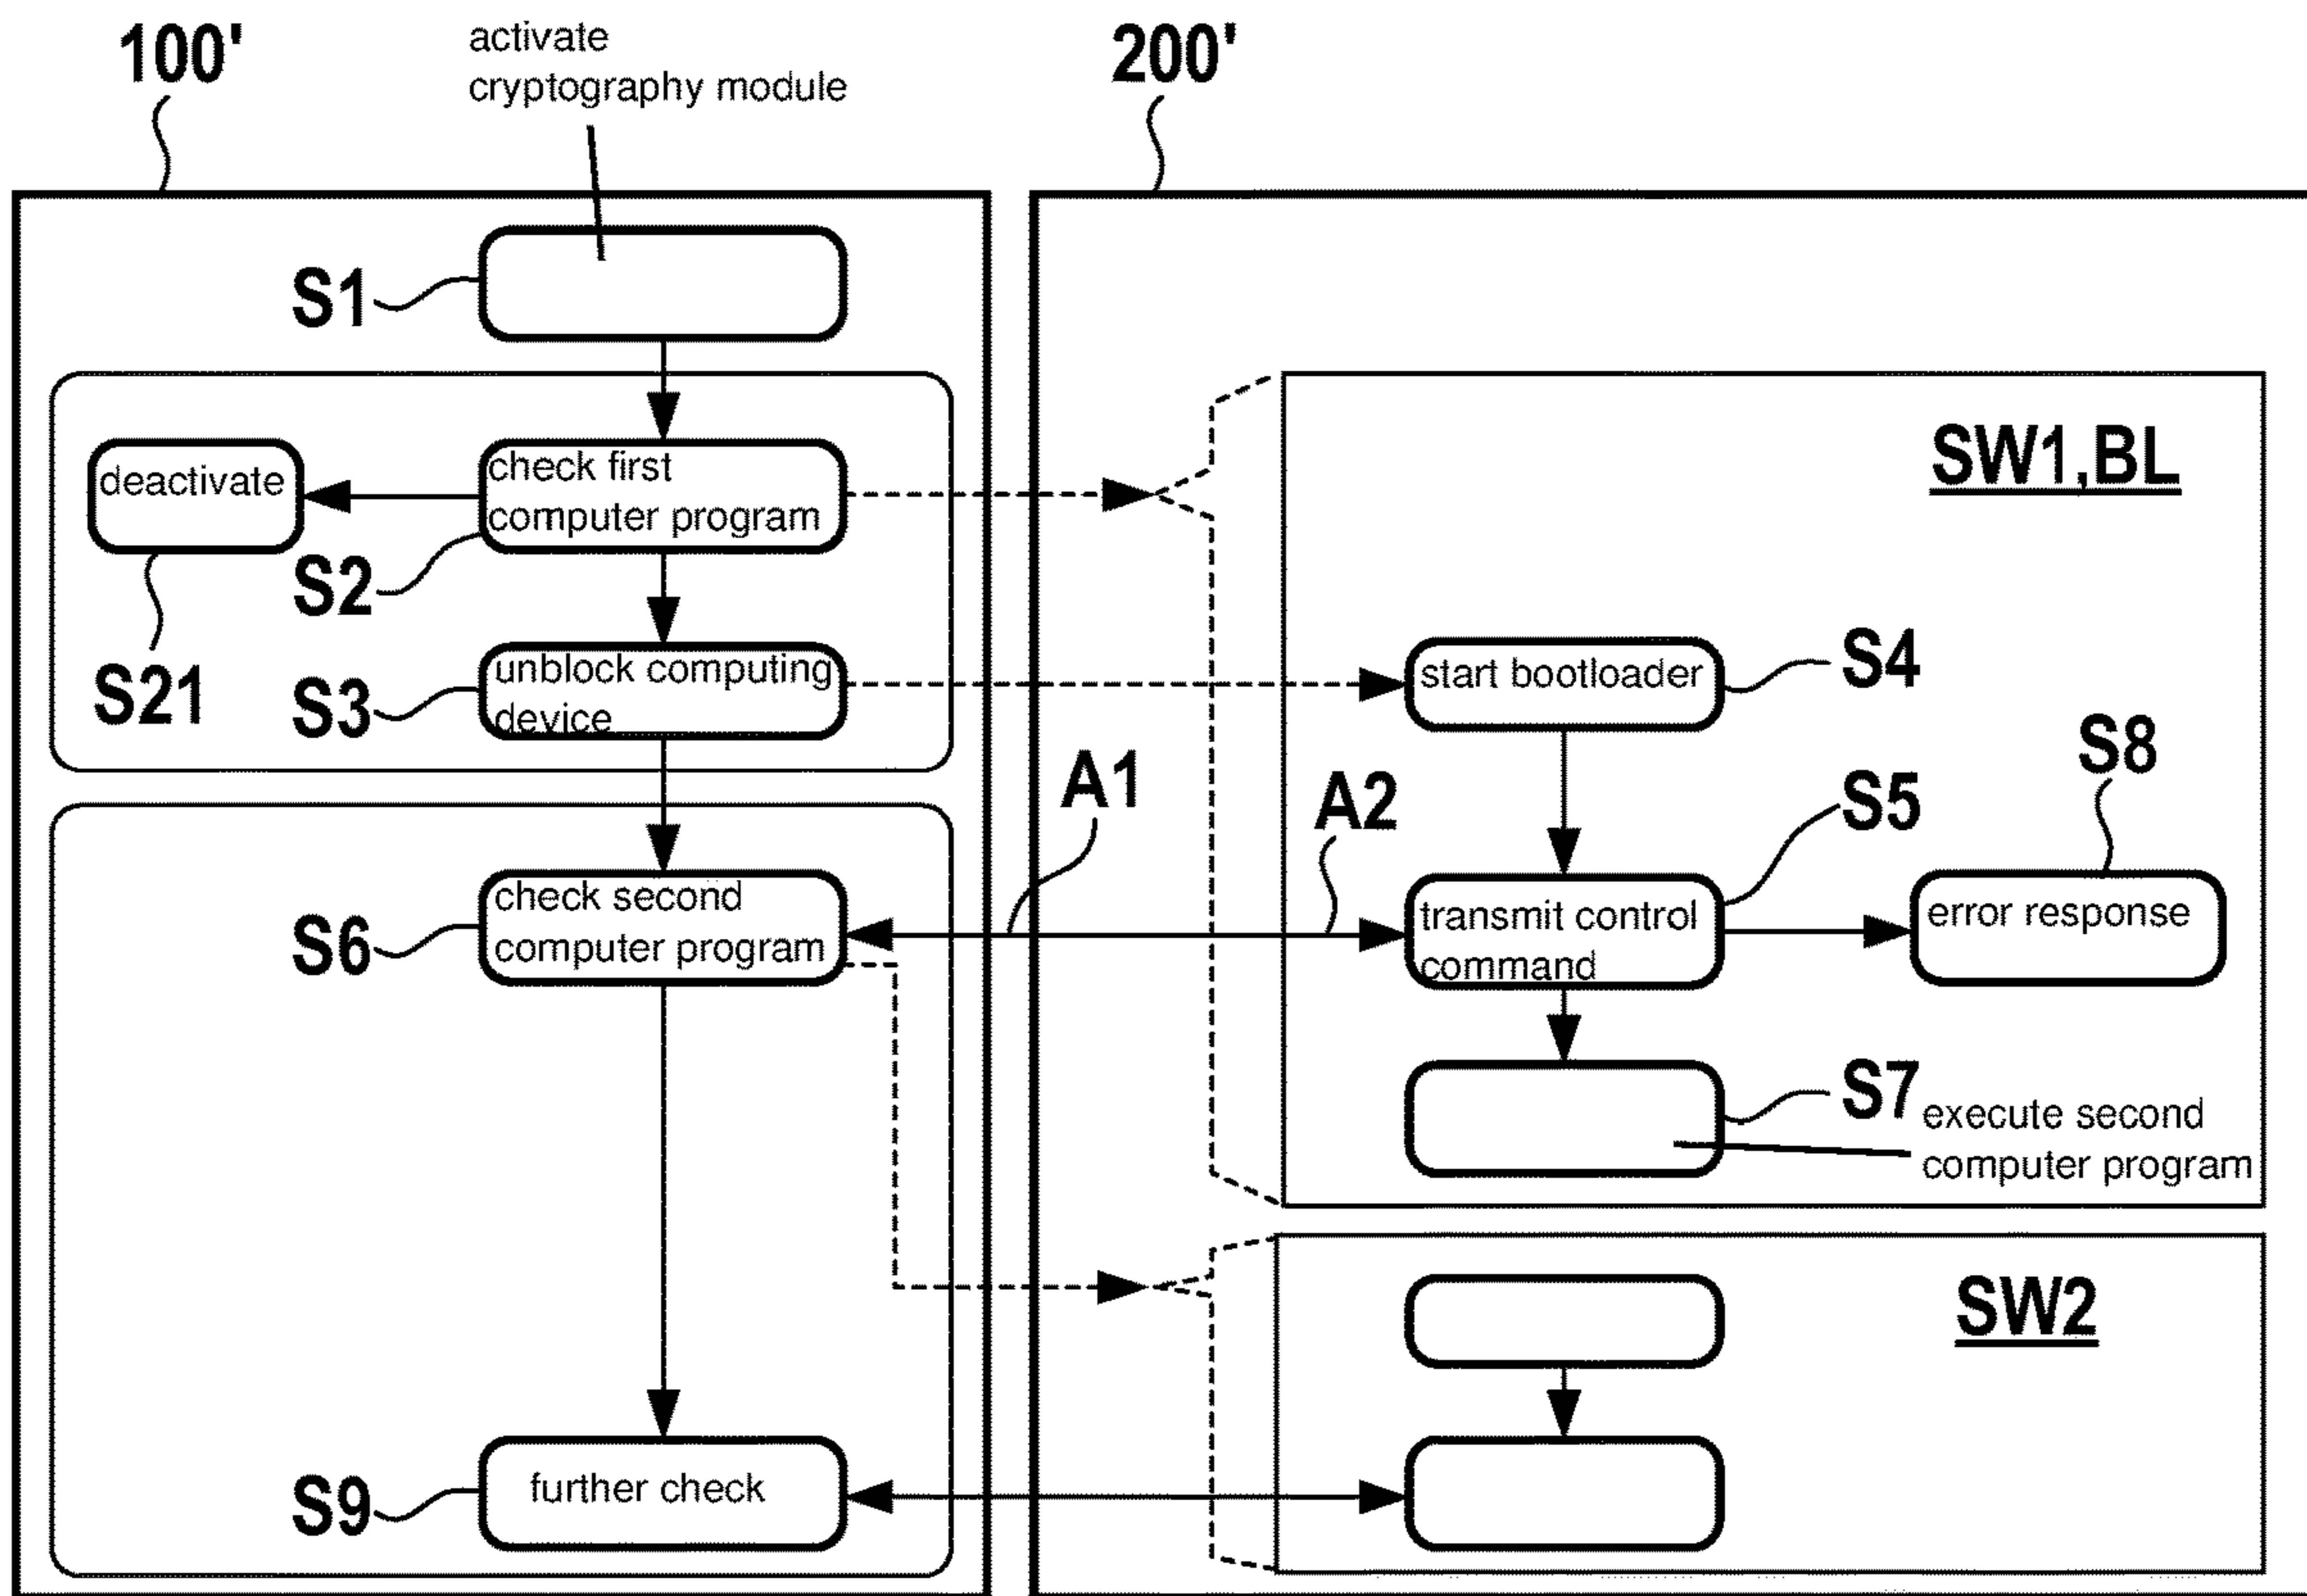 100'
activate
cryptography module
200'
S1
deactivate
check first
computer program
S2
S21
unblock computing
device
S3
SW1,BL
start bootloader
S4
S8
A1
A2
S5
check second
computer program
S6
transmit control
command
error response
S7
execute second
computer program
SW2
further check
S9